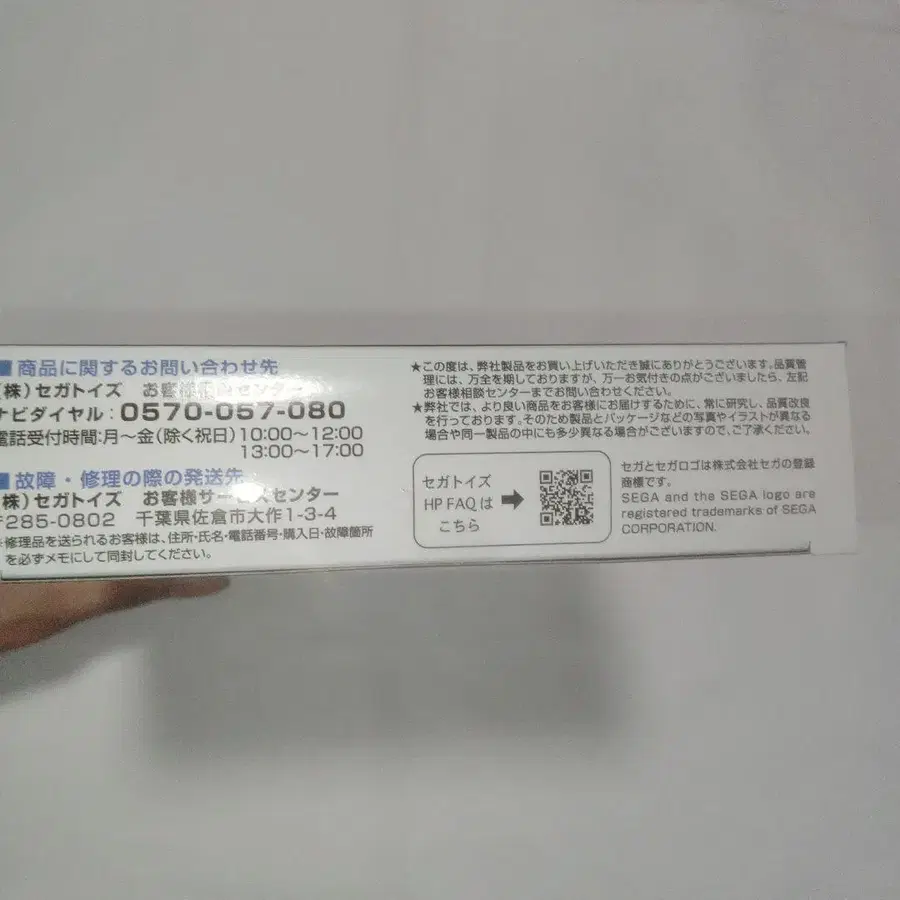 商品に関するお問い合わせ先
(株)セガトイズ お客様相談センター
ナビダイヤル:0570-057-080
電話受付時間:月~金(除く祝日)10:00~12:00
13:00~17:00
故障・修理の際の発送先
(株)セガトイズ お客様サービスセンター
〒285-0802 千葉県佐倉市大作1-3-4
※修理品を送られるお客様は、住所・氏名・電話番号・購入日・故障箇所
を必ずメモにして同封してください。
★この度は、弊社製品をお買い上げいただき誠にありがとうございます。品質管
理には、万全を期しておりますが、万一お気付きの点がございましたら、左記
お客様相談センターまでお問い合わせください。
★弊社では、より良い商品をお客様にお届けするために、常に研究し、品質改良
を行っております。そのため製品とパッケージなどの写真やイラストが異なる
場合や同一製品の中にも多少異なる場合がございますので、ご了承ください。
セガトイズ
HP FAQは
こちら
セガとセガロゴは株式会社セガの登録
商標です。
SEGA and the SEGA logo are
registered trademarks of SEGA
CORPORATION.